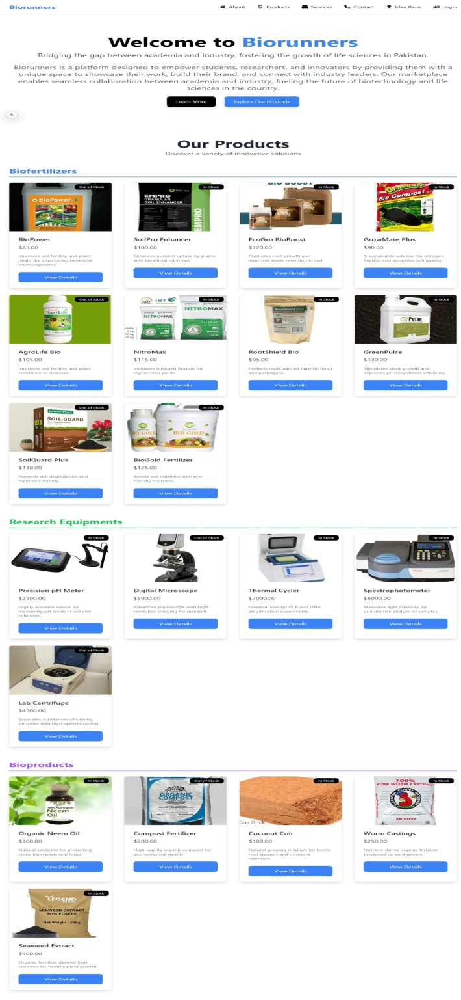 Biorunners
About
Products
Services
Contact
Idea Bank
Login
Welcome to Biorunners
Bridging the gap between academia and industry, fostering the growth of life sciences in Pakistan.
Biorunners is a platform designed to empower students, researchers, and innovators by providing them with a
unique space to showcase their work, build their brand, and connect with industry leaders. Our marketplace
enables seamless collaboration between academia and industry, fueling the future of biotechnology and life
sciences in the country.
Learn More
Explore Our Products
Our Products
Discover a variety of innovative solutions
Biofertilizers
Out of Stock
BioPower-k
BioPower
$85.00
Improves soil fertility and plant
health by introducing beneficial
microorganisms.
View Details
In Stock
EMPRO
GRANULAR
SOIL ENHANCER
EMPRO
SoilPro Enhancer
$100.00
Enhances nutrient uptake by plants
with beneficial microbes.
View Details
In Stock
BIO BOOST
EcoGro BioBoost
$120.00
Promotes root growth and
improves water retention in soil.
View Details
In Stock
Bio Compost
GrowMate Plus
$90.00
A sustainable solution for nitrogen
fixation and improved soil quality.
View Details
Out of Stock
AgriLife
AgroLife Bio
$105.00
Improves soil fertility and plant
resistance to diseases.
View Details
In Stock
INT
NITROMAX
NITROMAX
NitroMax
$115.00
Increases nitrogen fixation for
higher crop yields.
View Details
In Stock
RootShield Bio
$95.00
Protects roots against harmful fungi
and pathogens.
View Details
In Stock
Pulse
GreenPulse
$130.00
Stimulates plant growth and
improves photosynthesis efficiency.
View Details
Out of Stock
SOIL GUARD
SoilGuard Plus
$110.00
Prevents soil degradation and
maintains fertility.
View Details
In Stock
BIO GOLD
BIO GOLD
BioGold Fertilizer
$125.00
Boosts soil nutrients with eco-
friendly microbes.
View Details
Research Equipments
In Stock
Precision pH Meter
$2500.00
Highly accurate device for
measuring pH levels in soil and
solutions.
View Details
Out of Stock
Digital Microscope
$5000.00
Advanced microscope with high-
resolution imaging for research.
View Details
In Stock
Thermal Cycler
$7000.00
Essential tool for PCR and DNA
amplification experiments.
View Details
In Stock
Spectrophotometer
$6000.00
Measures light intensity for
quantitative analysis of samples.
View Details
Out of Stock
Lab Centrifuge
$4500.00
Separates substances of varying
densities with high-speed rotation.
View Details
Bioproducts
In Stock
Neem
Oil
Organic Neem Oil
$300.00
Natural pesticide for protecting
crops from pests and fungi.
View Details
Out of Stock
ORGANIC
COMPOST
Compost Fertilizer
$200.00
High-quality organic compost for
improving soil health.
View Details
In Stock
Coir Brick
Coconut Coir
$180.00
Natural growing medium for better
root support and moisture
retention.
View Details
In Stock
100%
PURE WORM CASTINGS
20 litres
Worm Castings
$250.00
Nutrient-dense organic fertilizer
produced by earthworms.
View Details
In Stock
LEGEND
SEAWEED EXTRACT
90% FLAKES
Net Weight - 25Kg
Seaweed Extract
$400.00
Organic fertilizer derived from
seaweed for healthy plant growth.
View Details